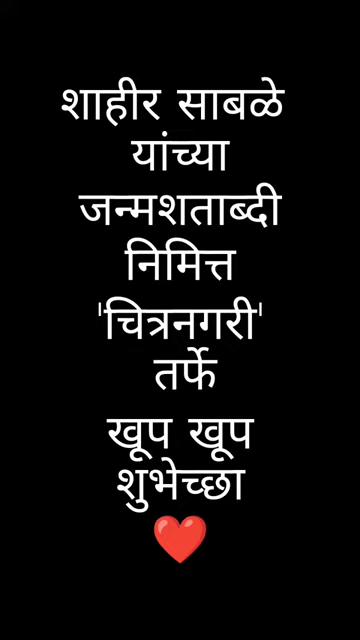 शाहीर साबळे
यांच्या
जन्मशताब्दी
निमित्त
'चित्रनगरी'
तर्फे
खूप खूप
शुभेच्छा
❤️